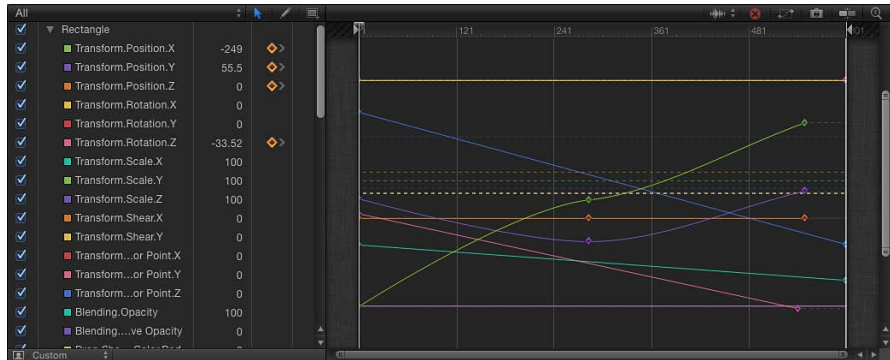 All
Rectangle
Transform.Position.X -249
Transform.Position.Y 55.5
Transform.Position.Z 0
Transform.Rotation.X 0
Transform.Rotation.Y 0
Transform.Rotation.Z -33.52
Transform.Scale.X 100
Transform.Scale.Y 100
Transform.Scale.Z 100
Transform.Shear.X 0
Transform.Shear.Y 0
Transform...or Point.X 0
Transform...or Point.Y 0
Transform...or Point.Z 0
Blending.Opacity 100
Blending....ve Opacity 0
Custom
1 121 241 361 481 601